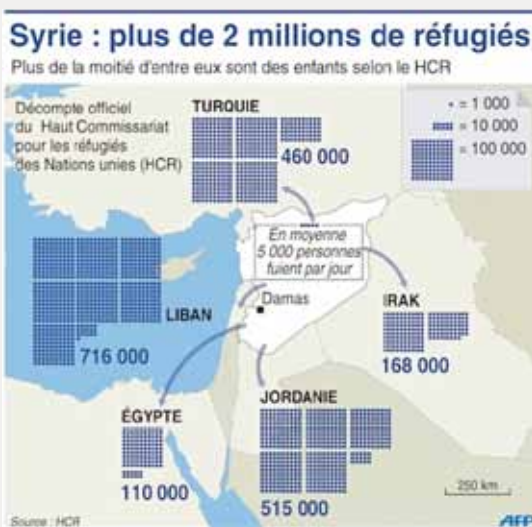 Syrie : plus de 2 millions de réfugiés
Plus de la moitié d'entre eux sont des enfants selon le HCR
Décompte officiel
du Haut Commissariat
pour les réfugiés
des Nations unies (HCR)
TURQUIE
460 000
= 1 000
= 10 000
= 100 000
En moyenne
5 000 personnes
fuient par jour
Damas
LIBAN
716 000
IRAK
168 000
ÉGYPTE
110 000
JORDANIE
515 000
250 km
Source : HCR
AFP